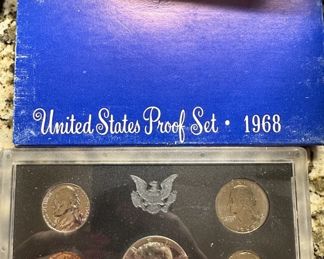 United States Proof Set · 1968